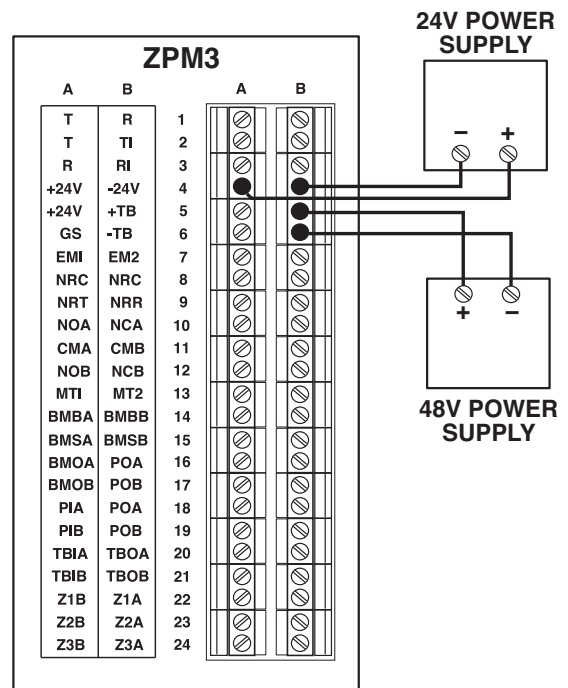 24V POWER
SUPPLY
ZPM3
A B A B
T R 1
T TI 2
R RI 3
+24V -24V 4
+24V +TB 5
GS -TB 6
EMI EM2 7
NRC NRC 8
NRT NRR 9
NOA NCA 10
CMA CMB 11
NOB NCB 12
MTI MT2 13
BMBA BMBB 14
BMSA BMSB 15
BMOA POA 16
BMOB POB 17
PIA POA 18
PIB POB 19
TBIA TBOA 20
TBIB TBOB 21
Z1B Z1A 22
Z2B Z2A 23
Z3B Z3A 24
− +
+ −
48V POWER
SUPPLY